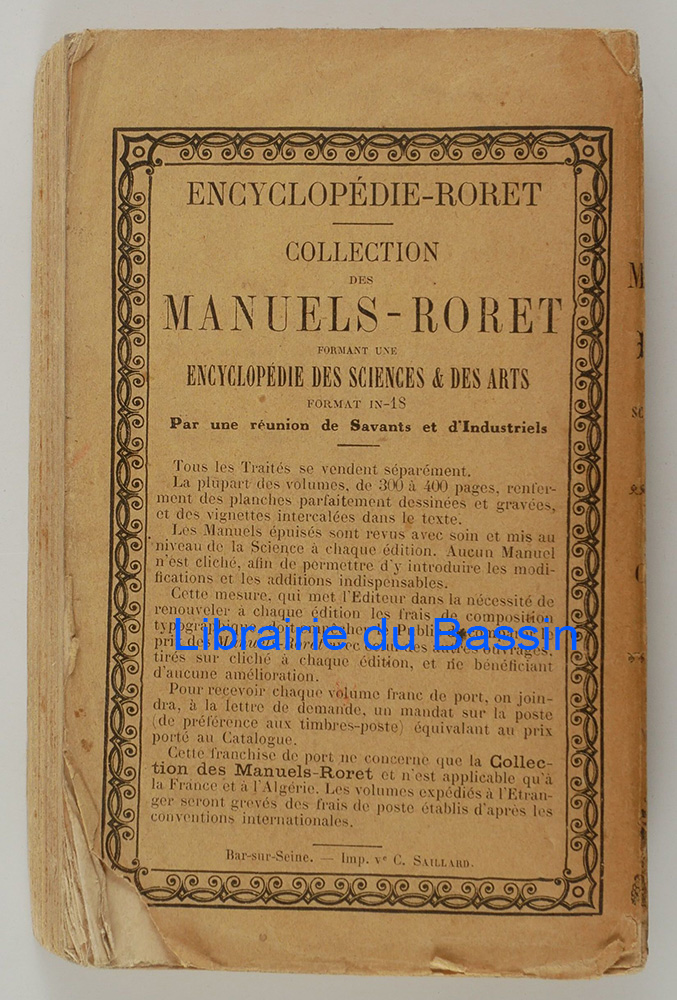 ENCYCLOPÉDIE-RORET
COLLECTION
DES
MANUELS-RORET
FORMANT UNE
ENCYCLOPÉDIE DES SCIENCES & DES ARTS
FORMAT IN-18
Par une réunion de Savants et d'Industriels
Tous les Traités se vendent séparément.
La plupart des volumes, de 300 à 400 pages, renfer-
ment des planches parfaitement dessinées et gravées,
et des vignettes intercalées dans le texte.
Les Manuels épuisés sont revus avec soin et mis au
niveau de la Science à chaque édition. Aucun Manuel
n'est cliché, afin de permettre d'y introduire les modi-
fications et les additions indispensables.
Cette mesure, qui met l'Editeur dans la nécessité de
renouveler à chaque édition les frais de composition
typographique, doit
Librairie du Bassin
tirés sur cliché à chaque édition, et ne bénéficiant
d'aucune amélioration.
Pour recevoir chaque volume franc de port, on join-
dra, à la lettre de demande, un mandat sur la poste
(de préférence aux timbres-poste) équivalant au prix
porté au Catalogue.
Cette franchise de port ne concerne que la Collec-
tion des Manuels-Roret et n'est applicable qu'à
la France et à l'Algérie. Les volumes expédiés à l'Etran-
ger seront grevés des frais de poste établis d'après les
conventions internationales.
Bar-sur-Seine. — Imp. ve C. SAILLARD.